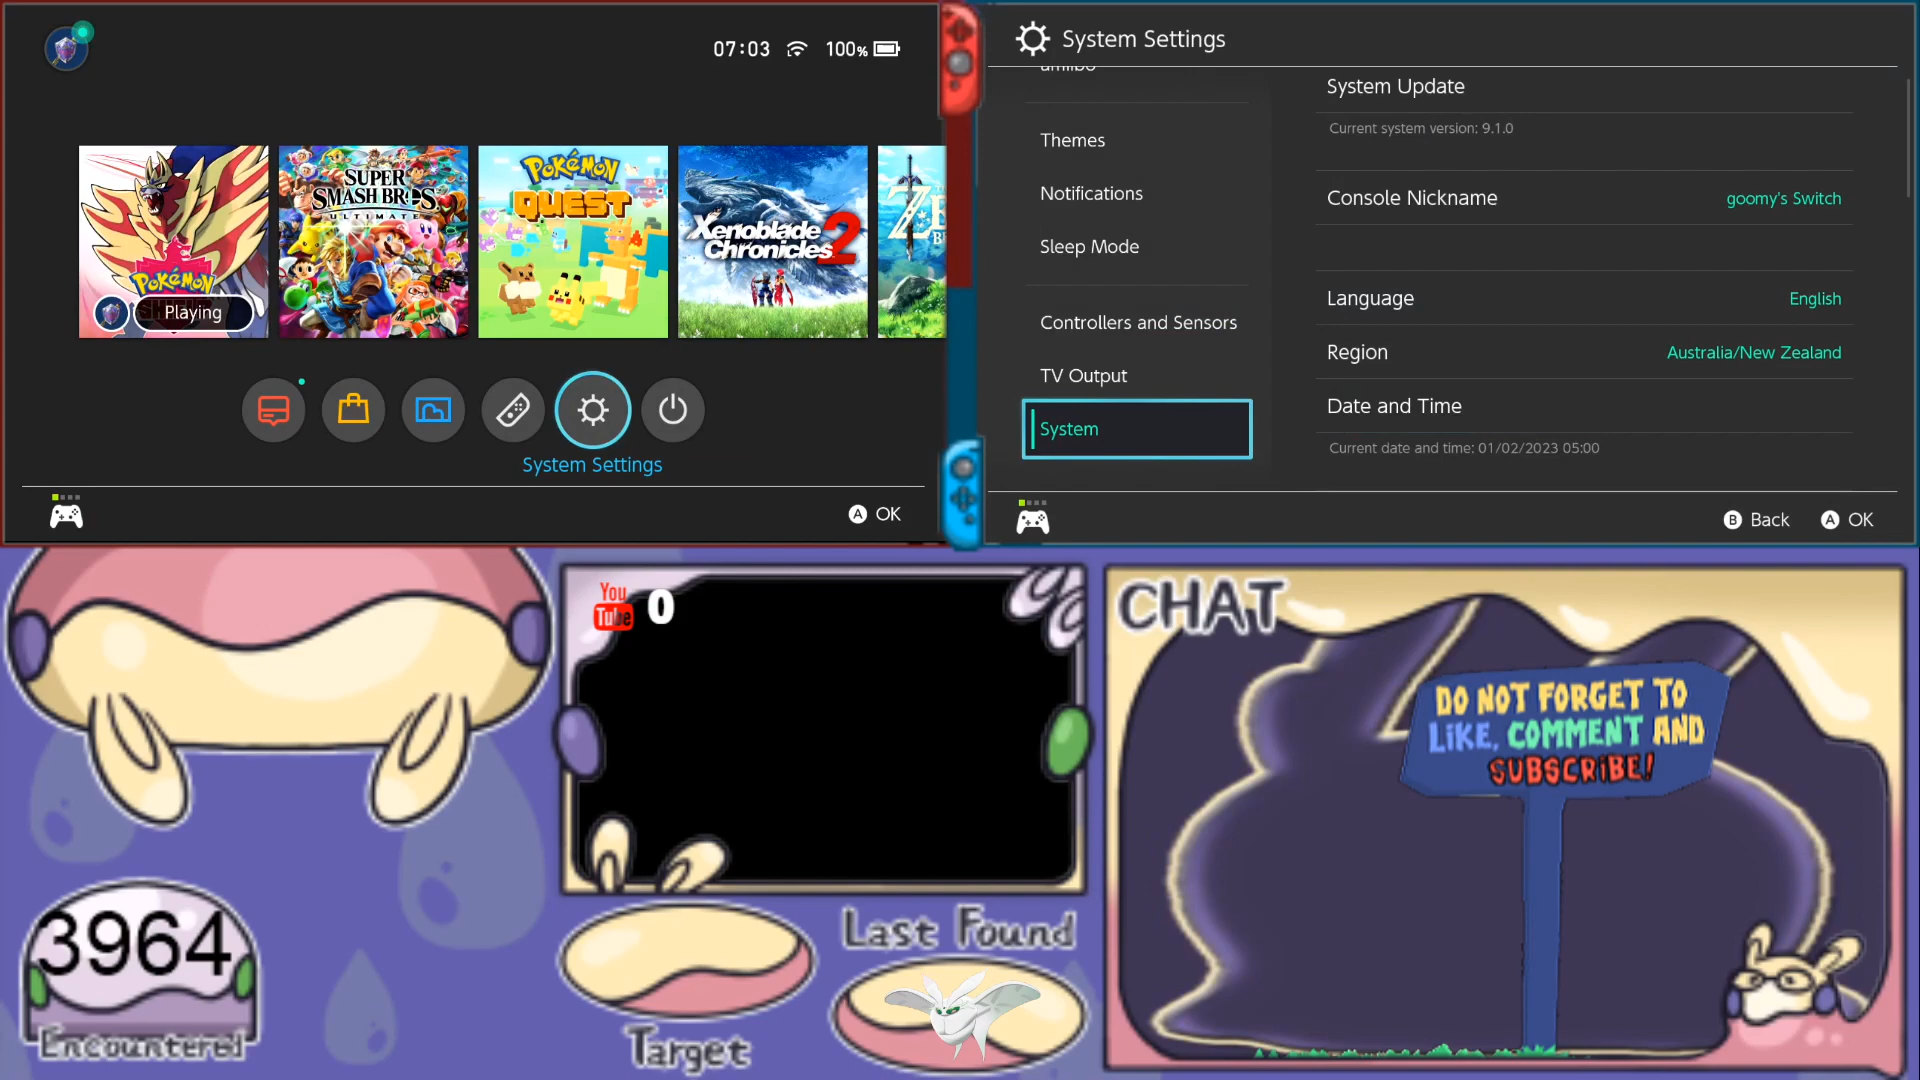 07:03
100%
SUPER
SMASH BROS.
ULTIMATE
POKéMON
QUEST
Xenoblade
Chronicles 2
POKéMON
Playing
System Settings
A OK
System Settings
amiibo
Themes
Notifications
Sleep Mode
Controllers and Sensors
TV Output
System
System Update
Current system version: 9.1.0
Console Nickname
goomy's Switch
Language
English
Region
Australia/New Zealand
Date and Time
Current date and time: 01/02/2023 05:00
B Back
A OK
You
Tube
0
CHAT
DO NOT FORGET TO
LIKE, COMMENT AND
SUBSCRIBE!
3964
Encountered
Target
Last Found